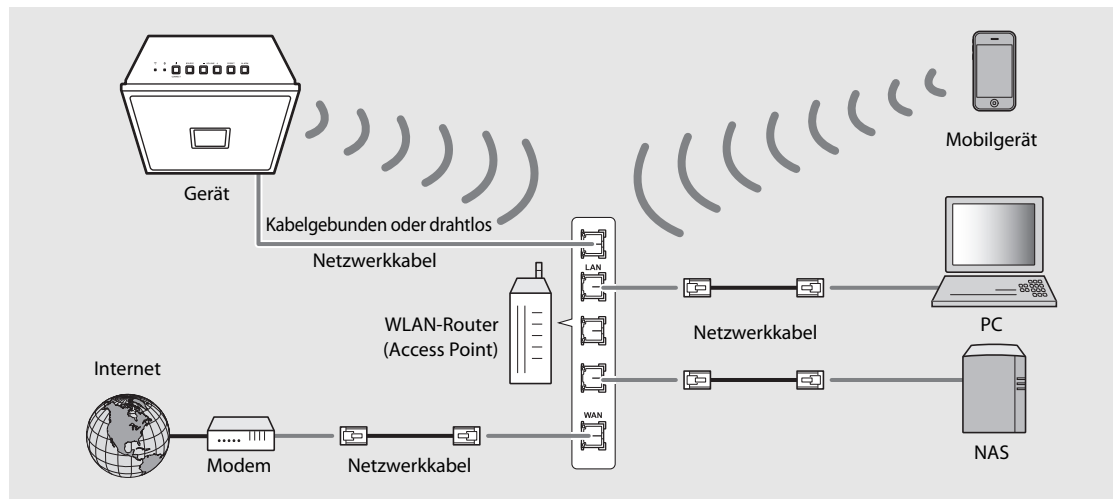 Gerät
Mobilgerät
Kabelgebunden oder drahtlos
Netzwerkkabel
LAN
WLAN-Router
(Access Point)
Netzwerkkabel
PC
Internet
WAN
Modem
Netzwerkkabel
NAS